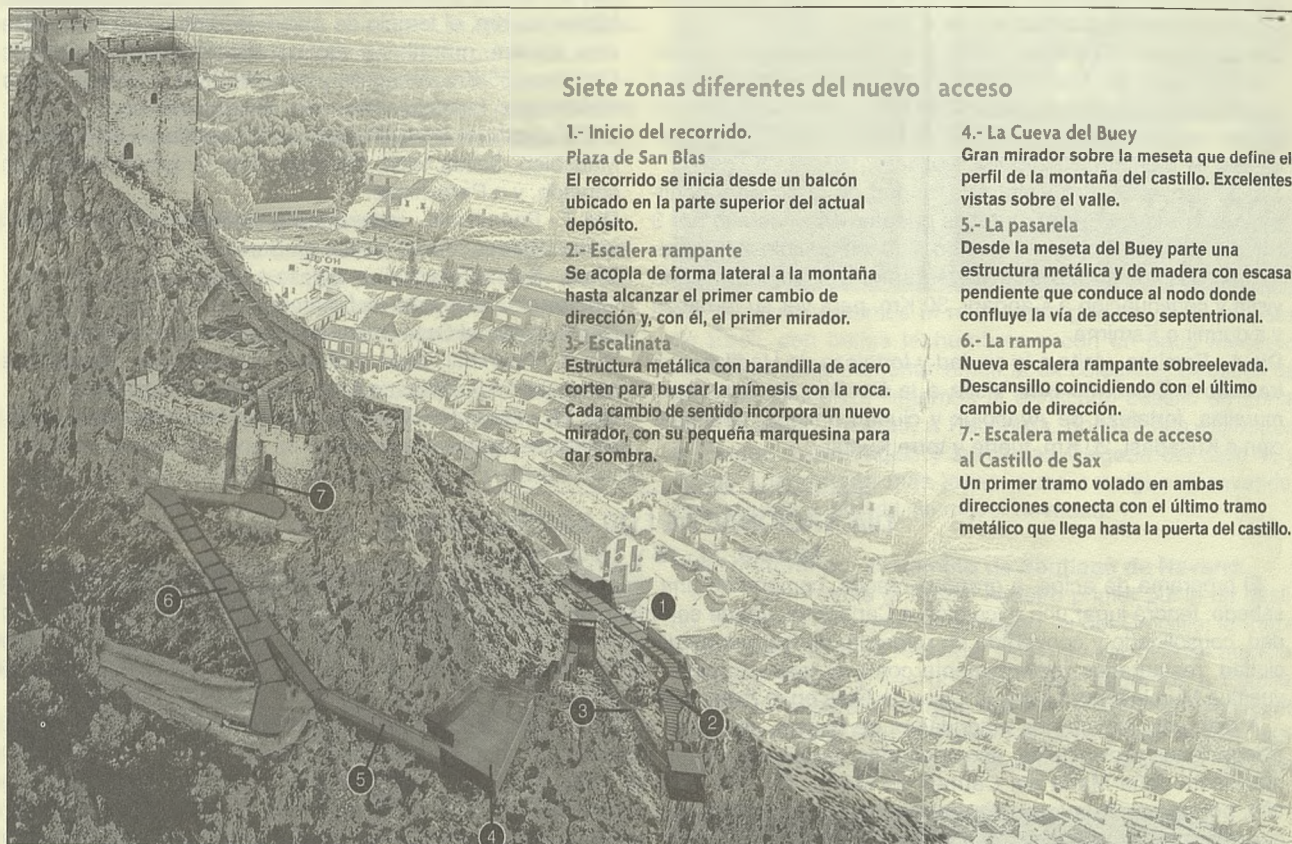 Siete zonas diferentes del nuevo acceso
1.- Inicio del recorrido.
Plaza de San Blas
El recorrido se inicia desde un balcón
ubicado en la parte superior del actual
depósito.
2.- Escalera rampante
Se acopla de forma lateral a la montaña
hasta alcanzar el primer cambio de
dirección y, con él, el primer mirador.
3.- Escalinata
Estructura metálica con barandilla de acero
corten para buscar la mímesis con la roca.
Cada cambio de sentido incorpora un nuevo
mirador, con su pequeña marquesina para
dar sombra.
4.- La Cueva del Buey
Gran mirador sobre la meseta que define el
perfil de la montaña del castillo. Excelentes
vistas sobre el valle.
5.- La pasarela
Desde la meseta del Buey parte una
estructura metálica y de madera con escasa
pendiente que conduce al nodo donde
confluye la vía de acceso septentrional.
6.- La rampa
Nueva escalera rampante sobreelevada.
Descansillo coincidiendo con el último
cambio de dirección.
7.- Escalera metálica de acceso
al Castillo de Sax
Un primer tramo volado en ambas
direcciones conecta con el último tramo
metálico que llega hasta la puerta del castillo.
7
6
1
3
2
5
4